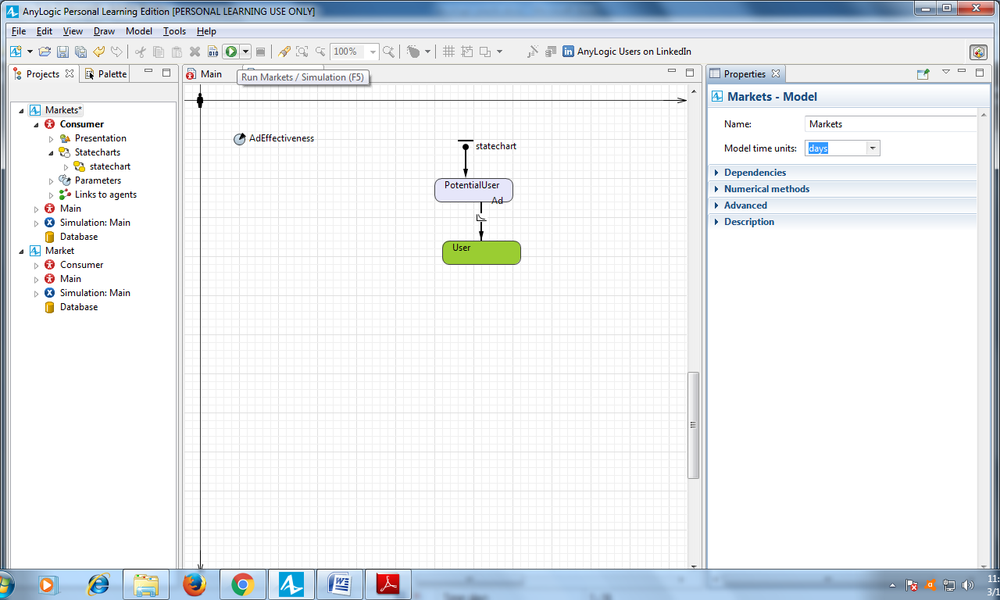 AnyLogic Personal Learning Edition [PERSONAL LEARNING USE ONLY]
File Edit View Draw Model Tools Help
100% AnyLogic Users on LinkedIn
Projects Palette
Main
Run Markets / Simulation (F5)
Properties
Markets*
Consumer
Presentation
Statecharts
statechart
Parameters
Links to agents
Main
Simulation: Main
Database
Market
Consumer
Main
Simulation: Main
Database
AdEffectiveness
statechart
PotentialUser
Ad
User
Markets - Model
Name: Markets
Model time units: days
Dependencies
Numerical methods
Advanced
Description
11:
3/1